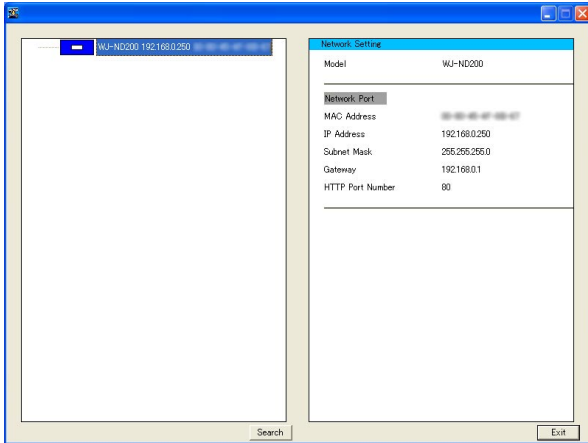 WJ-ND200 192.168.0.250
Network Setting
Model WJ-ND200
Network Port
MAC Address
IP Address 192.168.0.250
Subnet Mask 255.255.255.0
Gateway 192.168.0.1
HTTP Port Number 80
Search
Exit